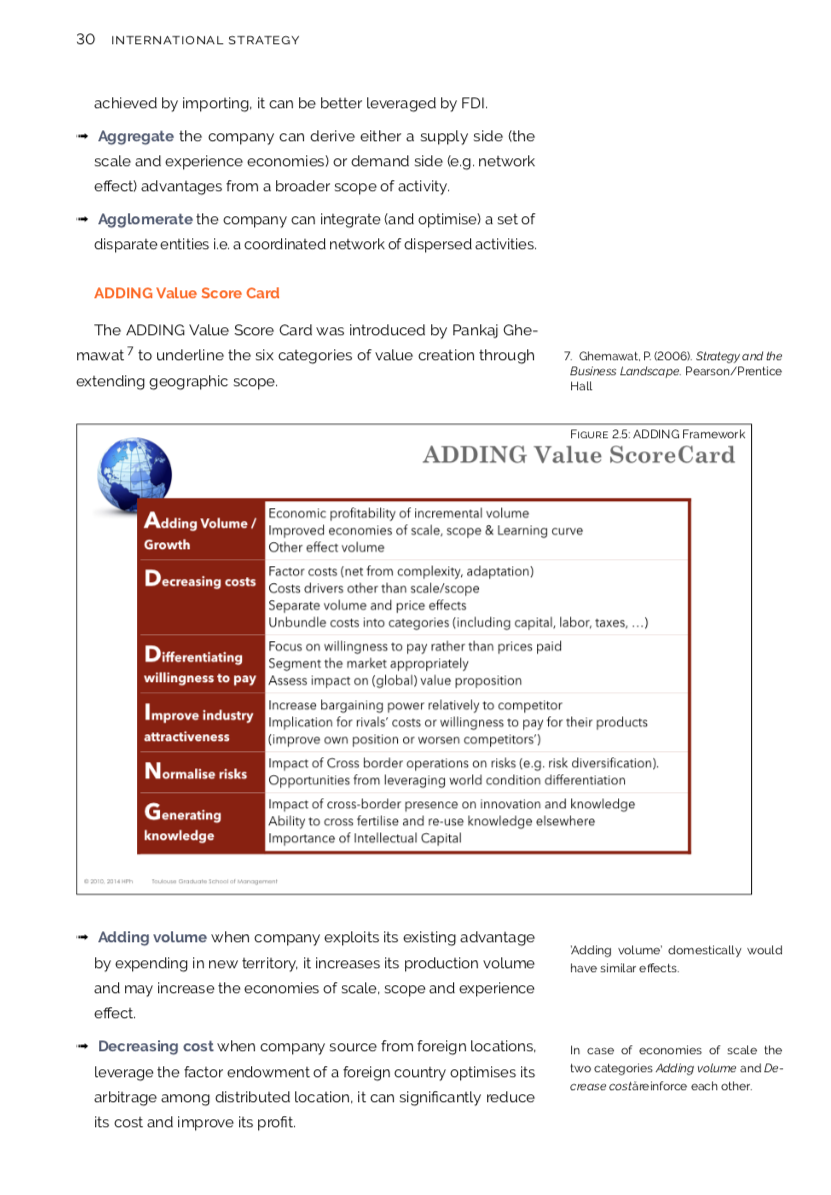 30 INTERNATIONAL STRATEGY
achieved by importing, it can be better leveraged by FDI.
➟ Aggregate the company can derive either a supply side (the
scale and experience economies) or demand side (e.g. network
effect) advantages from a broader scope of activity.
➟ Agglomerate the company can integrate (and optimise) a set of
disparate entities i.e. a coordinated network of dispersed activities.
ADDING Value Score Card
The ADDING Value Score Card was introduced by Pankaj Ghe-
mawat 7 to underline the six categories of value creation through
extending geographic scope.
7. Ghemawat, P. (2006). Strategy and the
Business Landscape. Pearson/Prentice
Hall
FIGURE 2.5: ADDING Framework
ADDING Value ScoreCard
Adding Volume /
Growth
Economic profitability of incremental volume
Improved economies of scale, scope & Learning curve
Other effect volume
Decreasing costs
Factor costs (net from complexity, adaptation)
Costs drivers other than scale/scope
Separate volume and price effects
Unbundle costs into categories (including capital, labor, taxes, …)
Differentiating
willingness to pay
Focus on willingness to pay rather than prices paid
Segment the market appropriately
Assess impact on (global) value proposition
Improve industry
attractiveness
Increase bargaining power relatively to competitor
Implication for rivals' costs or willingness to pay for their products
(improve own position or worsen competitors')
Normalise risks
Impact of Cross border operations on risks (e.g. risk diversification).
Opportunities from leveraging world condition differentiation
Generating
knowledge
Impact of cross-border presence on innovation and knowledge
Ability to cross fertilise and re-use knowledge elsewhere
Importance of Intellectual Capital
© 2010, 2014 HPh Toulouse Graduate School of Management
➟ Adding volume when company exploits its existing advantage
by expending in new territory, it increases its production volume
and may increase the economies of scale, scope and experience
effect.
'Adding volume' domestically would
have similar effects.
➟ Decreasing cost when company source from foreign locations,
leverage the factor endowment of a foreign country optimises its
arbitrage among distributed location, it can significantly reduce
its cost and improve its profit.
In case of economies of scale the
two categories Adding volume and De-
crease costàreinforce each other.